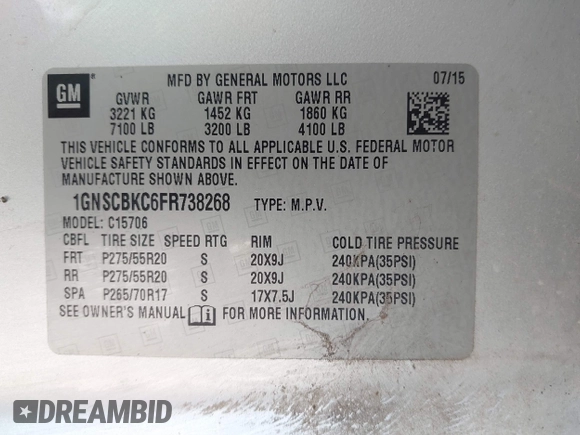 GM
MFD BY GENERAL MOTORS LLC 07/15
GVWR GAWR FRT GAWR RR
3221 KG 1452 KG 1860 KG
7100 LB 3200 LB 4100 LB
THIS VEHICLE CONFORMS TO ALL APPLICABLE U.S. FEDERAL MOTOR
VEHICLE SAFETY STANDARDS IN EFFECT ON THE DATE OF
MANUFACTURE SHOWN ABOVE.
1GNSCBKC6FR738268 TYPE: M.P.V.
MODEL: C15706
CBFL TIRE SIZE SPEED RTG RIM COLD TIRE PRESSURE
FRT P275/55R20 S 20X9J 240KPA(35PSI)
RR P275/55R20 S 20X9J 240KPA(35PSI)
SPA P265/70R17 S 17X7.5J 240KPA(35PSI)
SEE OWNER'S MANUAL FOR MORE INFORMATION.
DREAMBID